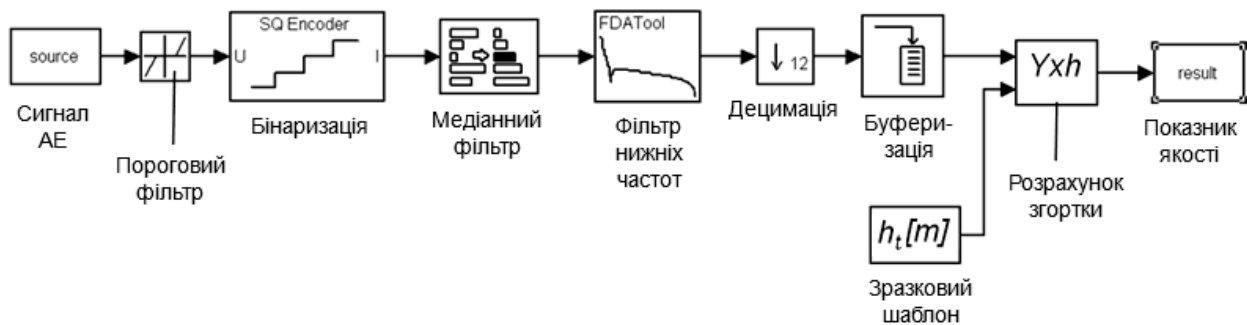 source
Сигнал
АЕ
Пороговий
фільтр
SQ Encoder
U
I
Бінаризація
Медіанний
фільтр
FDATool
Фільтр
нижніх
частот
12
Децимація
Буфери-
зація
Yxh
Розрахунок
згортки
result
Показник
якості
hₜ[m]
Зразковий
шаблон